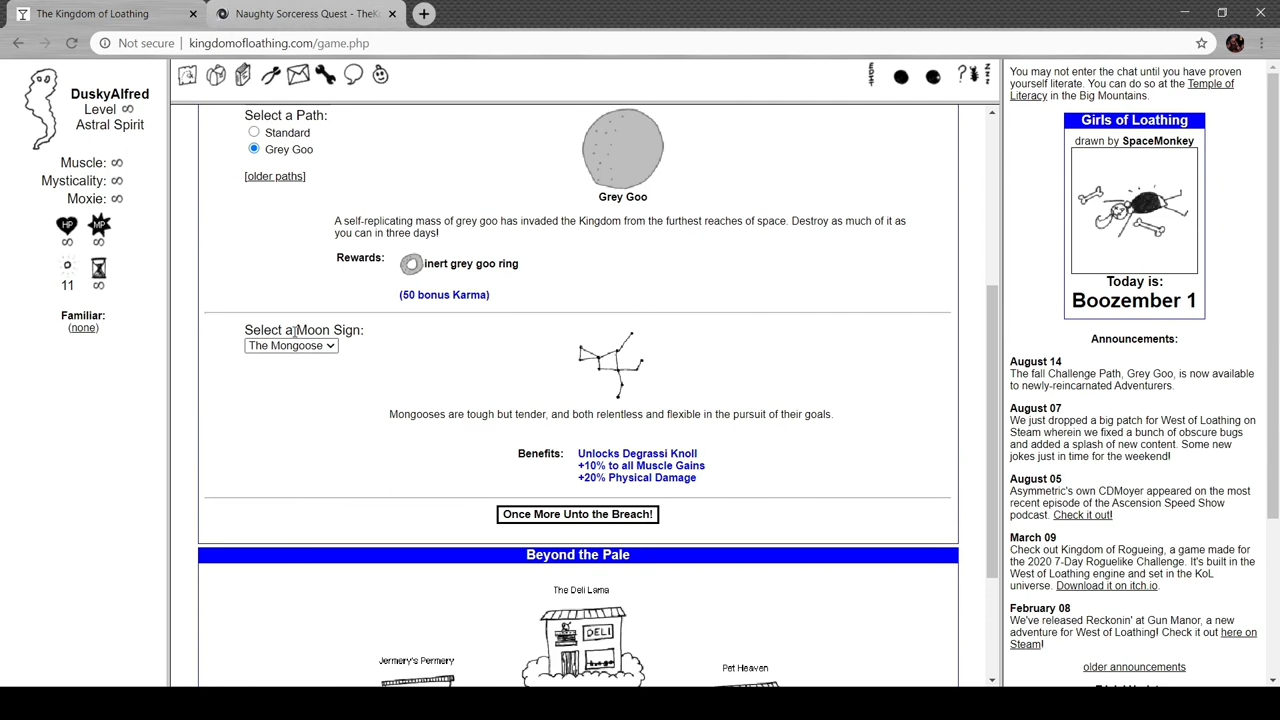 The Kingdom of Loathing
Naughty Sorceress Quest - TheK
Not secure | kingdomofloathing.com/game.php
DuskyAlfred
Level ∞
Astral Spirit
Muscle: ∞
Mysticality: ∞
Moxie: ∞
HP
MP
∞
∞
11
∞
Familiar:
(none)
Select a Path:
Standard
Grey Goo
[older paths]
Grey Goo
A self-replicating mass of grey goo has invaded the Kingdom from the furthest reaches of space. Destroy as much of it as
you can in three days!
Rewards:
inert grey goo ring
(50 bonus Karma)
Select a Moon Sign:
The Mongoose
Mongooses are tough but tender, and both relentless and flexible in the pursuit of their goals.
Benefits:
Unlocks Degrassi Knoll
+10% to all Muscle Gains
+20% Physical Damage
Once More Unto the Breach!
Beyond the Pale
The Deli Lama
DELI
Jermery's Permery
Pet Heaven
You may not enter the chat until you have proven
yourself literate. You can do so at the Temple of
Literacy in the Big Mountains.
Girls of Loathing
drawn by SpaceMonkey
Today is:
Boozember 1
Announcements:
August 14
The fall Challenge Path, Grey Goo, is now available
to newly-reincarnated Adventurers.
August 07
We just dropped a big patch for West of Loathing on
Steam wherein we fixed a bunch of obscure bugs
and added a splash of new content. Some new
jokes just in time for the weekend!
August 05
Asymmetric's own CDMoyer appeared on the most
recent episode of the Ascension Speed Show
podcast. Check it out!
March 09
Check out Kingdom of Rogueing, a game made for
the 2020 7-Day Roguelike Challenge. It's built in the
West of Loathing engine and set in the KoL
universe. Download it on itch.io.
February 08
We've released Reckonin' at Gun Manor, a new
adventure for West of Loathing! Check it out here on
Steam!
older announcements